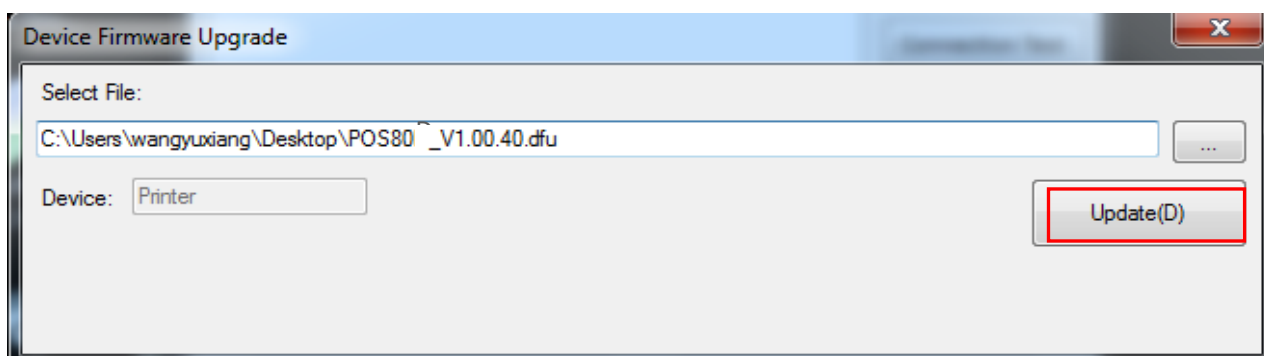 Device Firmware Upgrade
Select File:
C:\Users\wangyuxiang\Desktop\POS80 _V1.00.40.dfu
...
Device: Printer
Update(D)